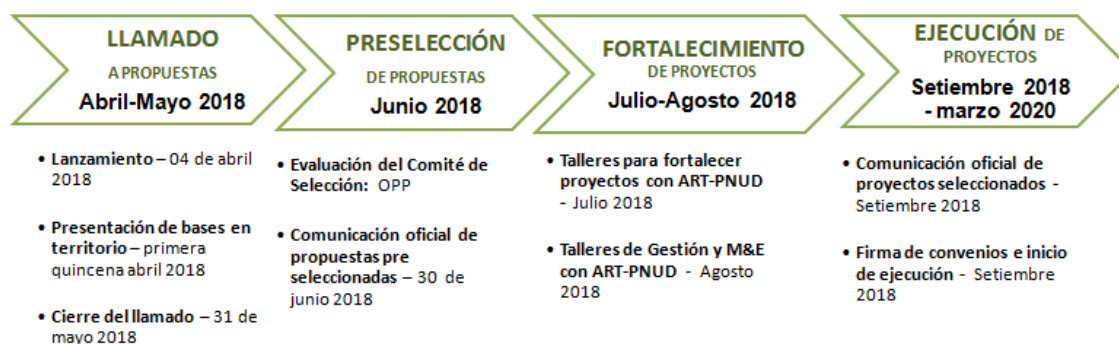 LLAMADO
A PROPUESTAS
Abril-Mayo 2018
PRESELECCIÓN
DE PROPUESTAS
Junio 2018
FORTALECIMIENTO
DE PROYECTOS
Julio-Agosto 2018
EJECUCIÓN DE
PROYECTOS
Setiembre 2018
- marzo 2020
• Lanzamiento – 04 de abril
2018
• Presentación de bases en
territorio – primera
quincena abril 2018
• Cierre del llamado – 31 de
mayo 2018
• Evaluación del Comité de
Selección: OPP
• Comunicación oficial de
propuestas pre
seleccionadas – 30 de
junio 2018
• Talleres para fortalecer
proyectos con ART-PNUD
- Julio 2018
• Talleres de Gestión y M&E
con ART-PNUD - Agosto
2018
• Comunicación oficial de
proyectos seleccionados -
Setiembre 2018
• Firma de convenios e inicio
de ejecución - Setiembre
2018